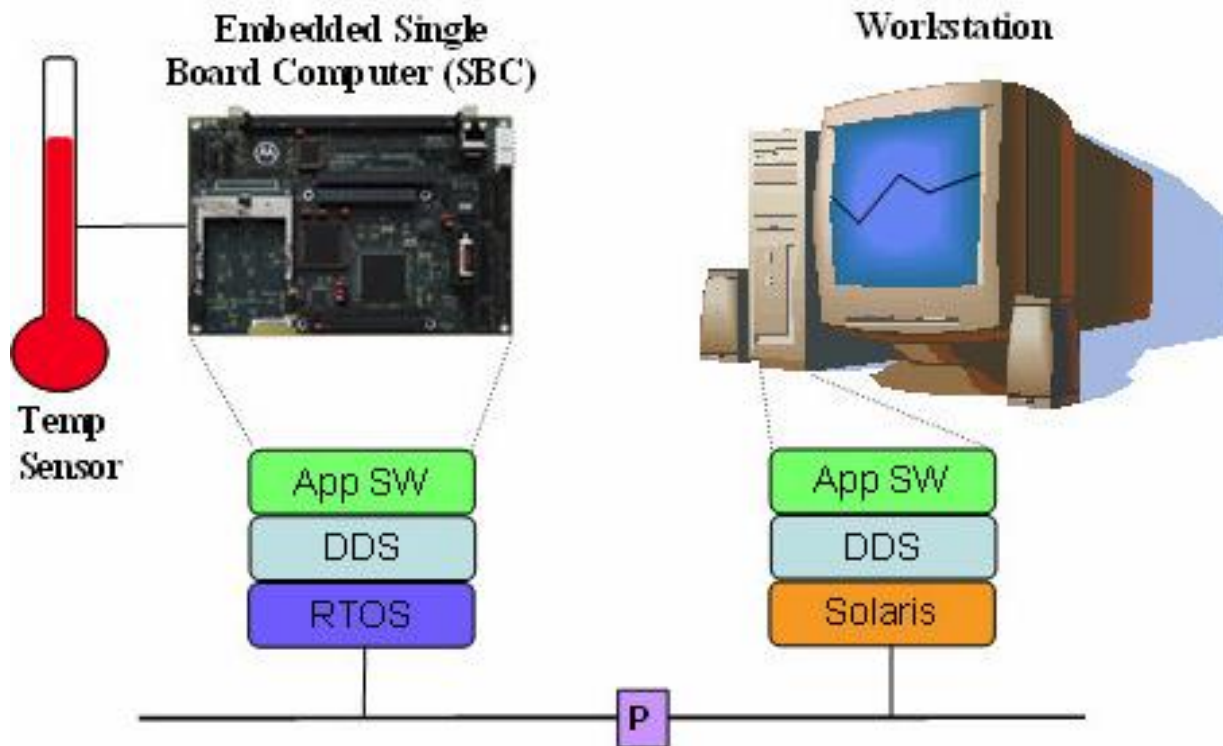 Embedded Single
Board Computer (SBC)
Workstation
Temp
Sensor
App SW
DDS
RTOS
App SW
DDS
Solaris
P